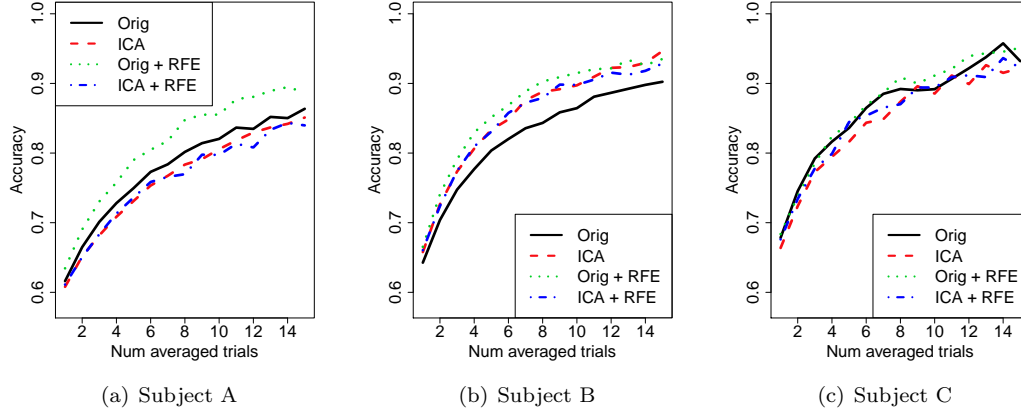 Accuracy
1.0
0.9
0.8
0.7
0.6
Orig
ICA
Orig + RFE
ICA + RFE
2 4 6 8 10 12 14
Num averaged trials
(a) Subject A
Accuracy
1.0
0.9
0.8
0.7
0.6
Orig
ICA
Orig + RFE
ICA + RFE
2 4 6 8 10 12 14
Num averaged trials
(b) Subject B
Accuracy
1.0
0.9
0.8
0.7
0.6
Orig
ICA
Orig + RFE
ICA + RFE
2 4 6 8 10 12 14
Num averaged trials
(c) Subject C